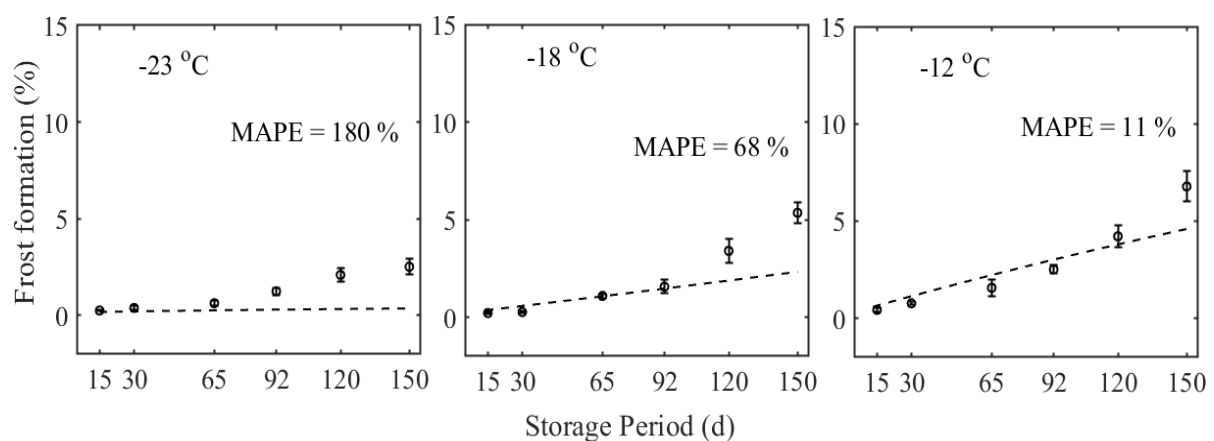 Frost formation (%)
15
10
5
0
-23 °C
MAPE = 180 %
15 30 65 92 120 150
15
10
5
0
-18 °C
MAPE = 68 %
15 30 65 92 120 150
15
10
5
0
-12 °C
MAPE = 11 %
15 30 65 92 120 150
Storage Period (d)